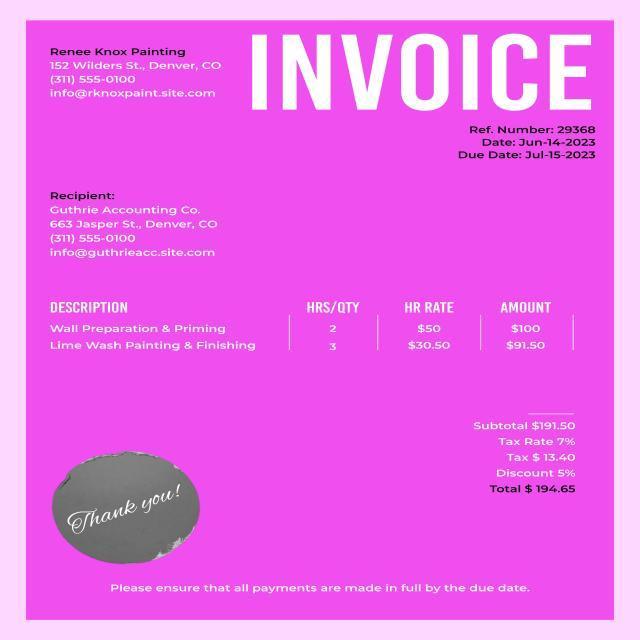 Renee Knox Painting
152 Wilders St., Denver, CO
(311) 555-0100
info@rknoxpaint.site.com
INVOICE
Ref. Number: 29368
Date: Jun-14-2023
Due Date: Jul-15-2023
Recipient:
Guthrie Accounting Co.
663 Jasper St., Denver, CO
(311) 555-0100
info@guthrieacc.site.com
DESCRIPTION HRS/QTY HR RATE AMOUNT
Wall Preparation & Priming 2 $50 $100
Lime Wash Painting & Finishing 3 $30.50 $91.50
Subtotal $191.50
Tax Rate 7%
Tax $ 13.40
Discount 5%
Total $ 194.65
Thank you!
Please ensure that all payments are made in full by the due date.